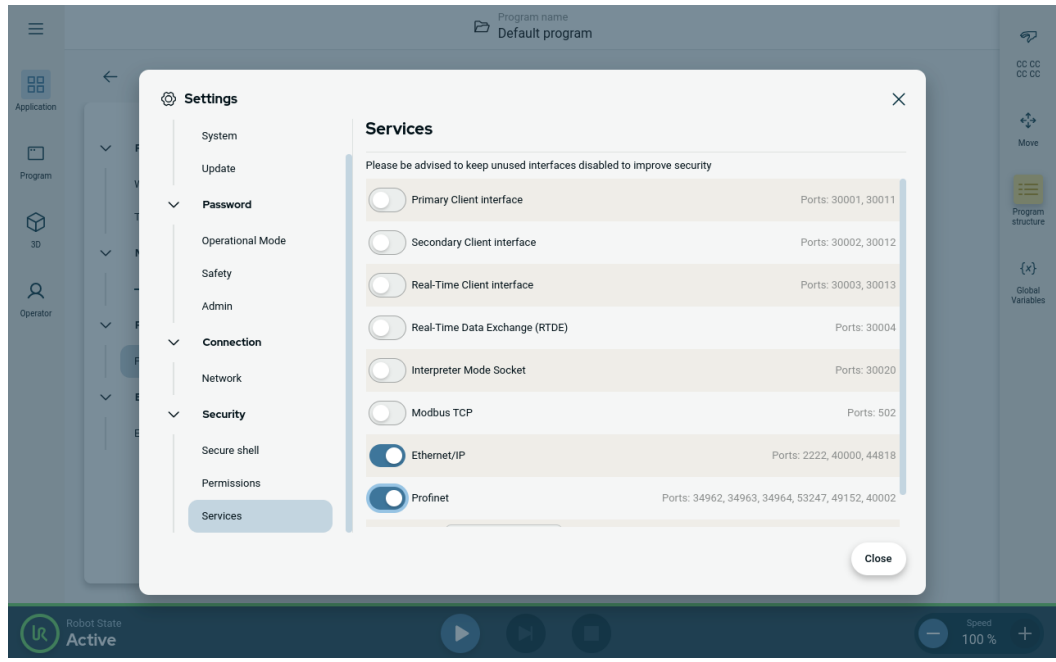 Program name
Default program
Application
Program
3D
Operator
Settings
System
Update
Password
Operational Mode
Safety
Admin
Connection
Network
Security
Secure shell
Permissions
Services
Services
Please be advised to keep unused interfaces disabled to improve security
Primary Client interface Ports: 30001, 30011
Secondary Client interface Ports: 30002, 30012
Real-Time Client interface Ports: 30003, 30013
Real-Time Data Exchange (RTDE) Ports: 30004
Interpreter Mode Socket Ports: 30020
Modbus TCP Ports: 502
Ethernet/IP Ports: 2222, 40000, 44818
Profinet Ports: 34962, 34963, 34964, 53247, 49152, 40002
Close
CC CC
CC CC
Move
Program
structure
{x}
Global
Variables
UR
Robot State
Active
Speed
100 %